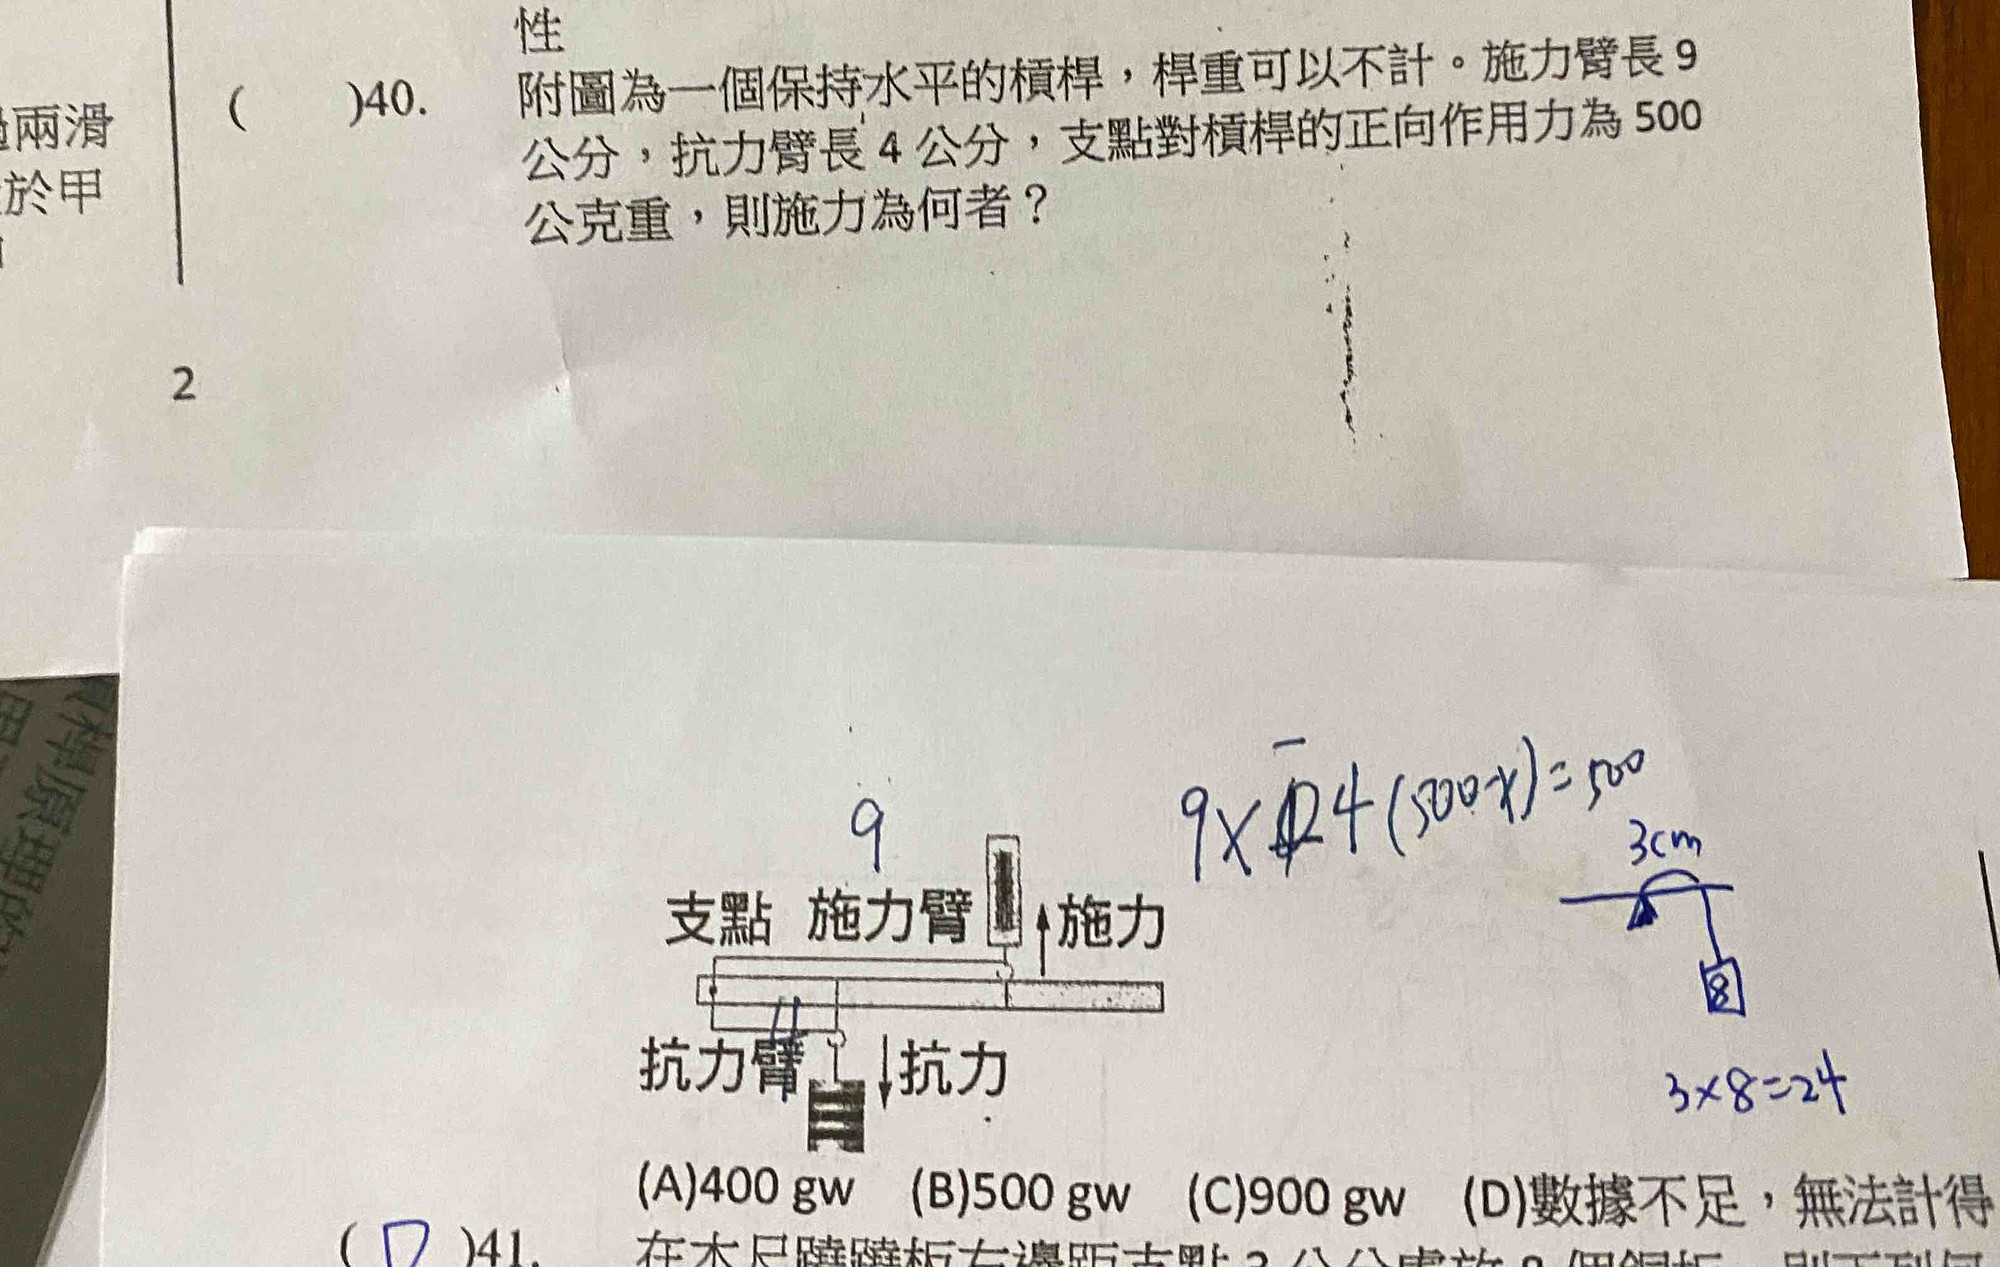 性
兩滑
於甲
( )40. 附圖為一個保持水平的槓桿，桿重可以不計。施力臂長 9
公分，抗力臂長 4 公分，支點對槓桿的正向作用力為 500
公克重，則施力為何者？
2
9
4(500-x)=500
3cm
支點 施力臂 施力
8
抗力臂 抗力
3×8=24
(A)400 gw (B)500 gw (C)900 gw (D)數據不足，無法計得
( D )41.